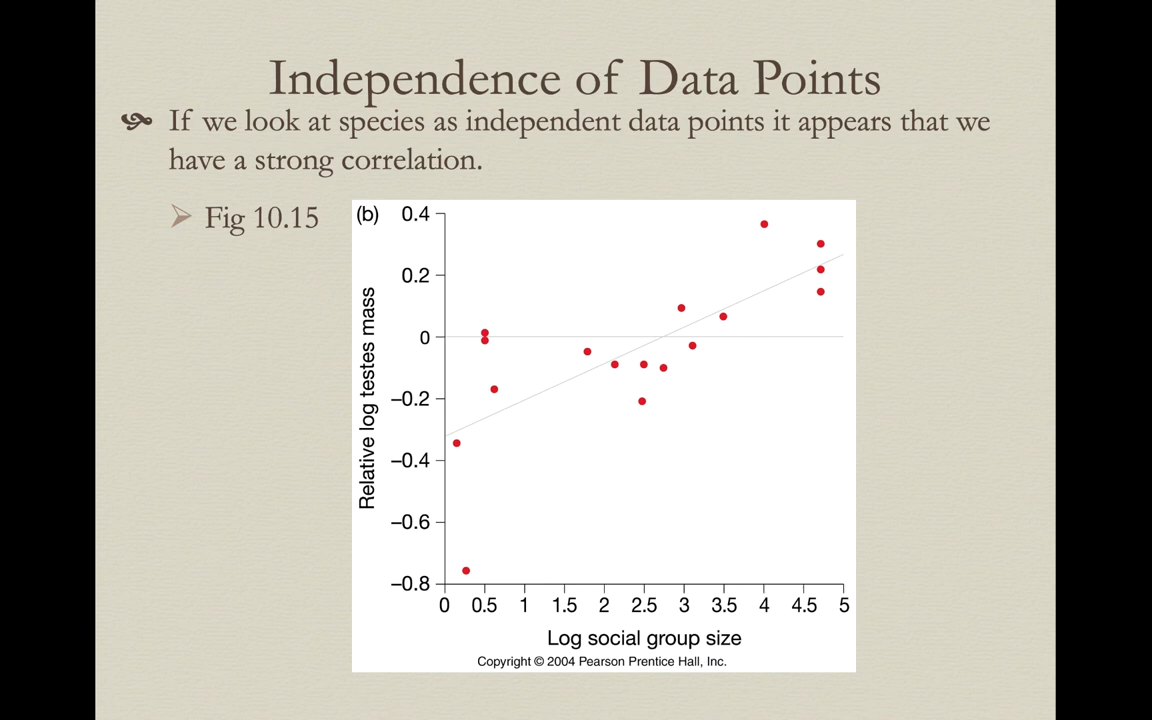 Independence of Data Points
If we look at species as independent data points it appears that we
have a strong correlation.
Fig 10.15
(b)
Relative log testes mass
0.4
0.2
0
−0.2
−0.4
−0.6
−0.8
0 0.5 1 1.5 2 2.5 3 3.5 4 4.5 5
Log social group size
Copyright © 2004 Pearson Prentice Hall, Inc.